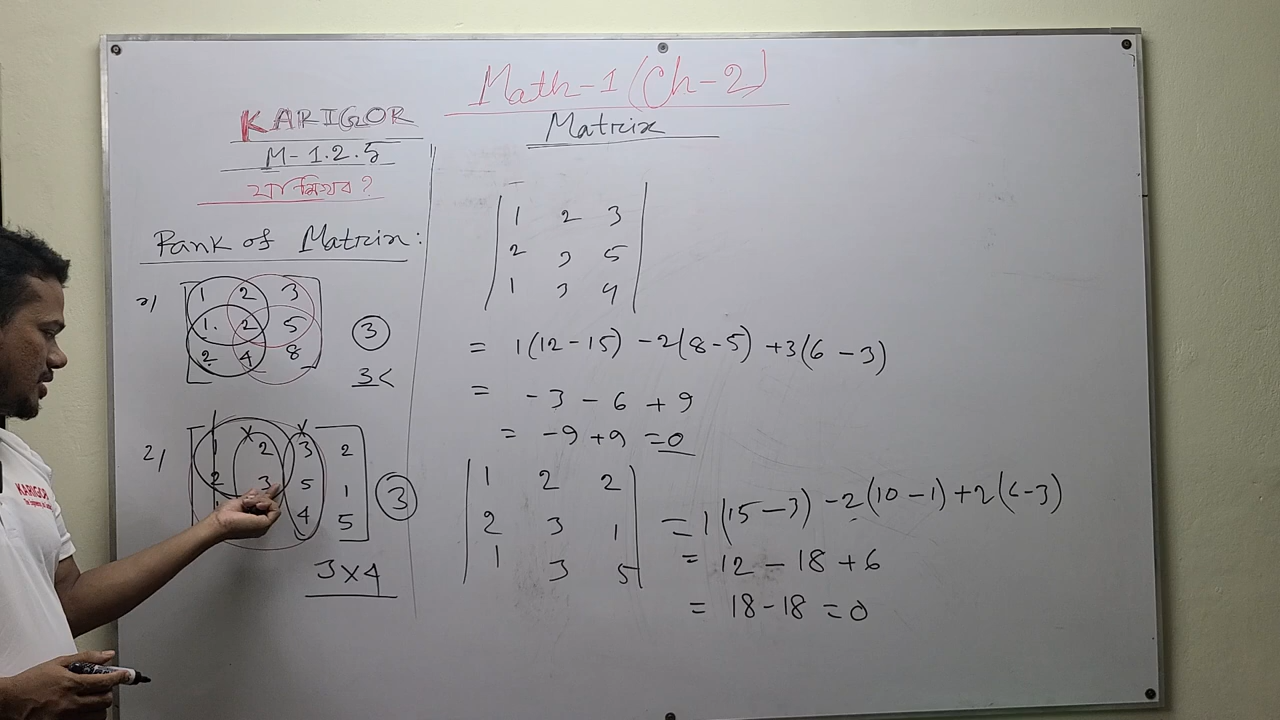 Math-1 (Ch-2)
Matrix
KARIGOR
M-1.2.5
যা শিখব ?
Rank of Matrix:
১) 1 2 3
1 2 5
2 4 8
③
3<
2) 1 2 3 2
2 3 5 1
4 5
③
3×4
1 2 3
2 3 5
1 3 4
= 1(12-15) -2(8-5) +3(6-3)
= -3 - 6 + 9
= -9 +9 =0
1 2 2
2 3 1
1 3 5
= 1(15-3) -2(10-1) +2(6-3)
= 12 - 18 + 6
= 18-18 = 0
KARIGOR